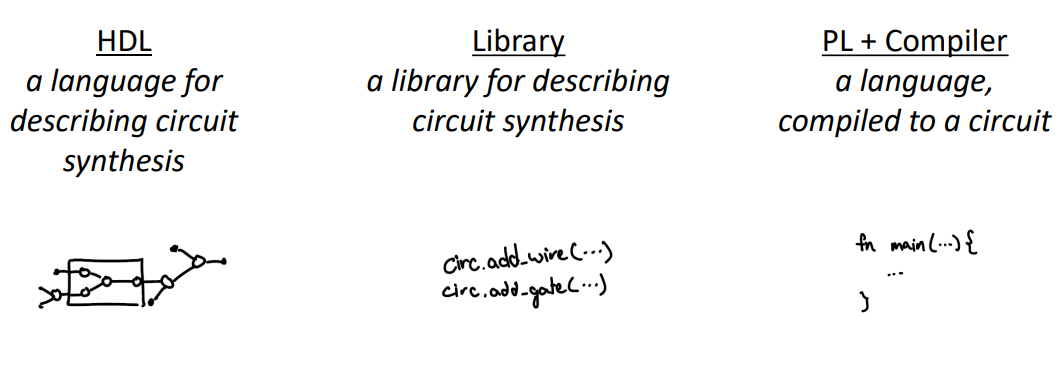 HDL
a language for
describing circuit
synthesis
Library
a library for describing
circuit synthesis
circ.add_wire(...)
circ.add_gate(...)
PL + Compiler
a language,
compiled to a circuit
fn main(...){
...
}